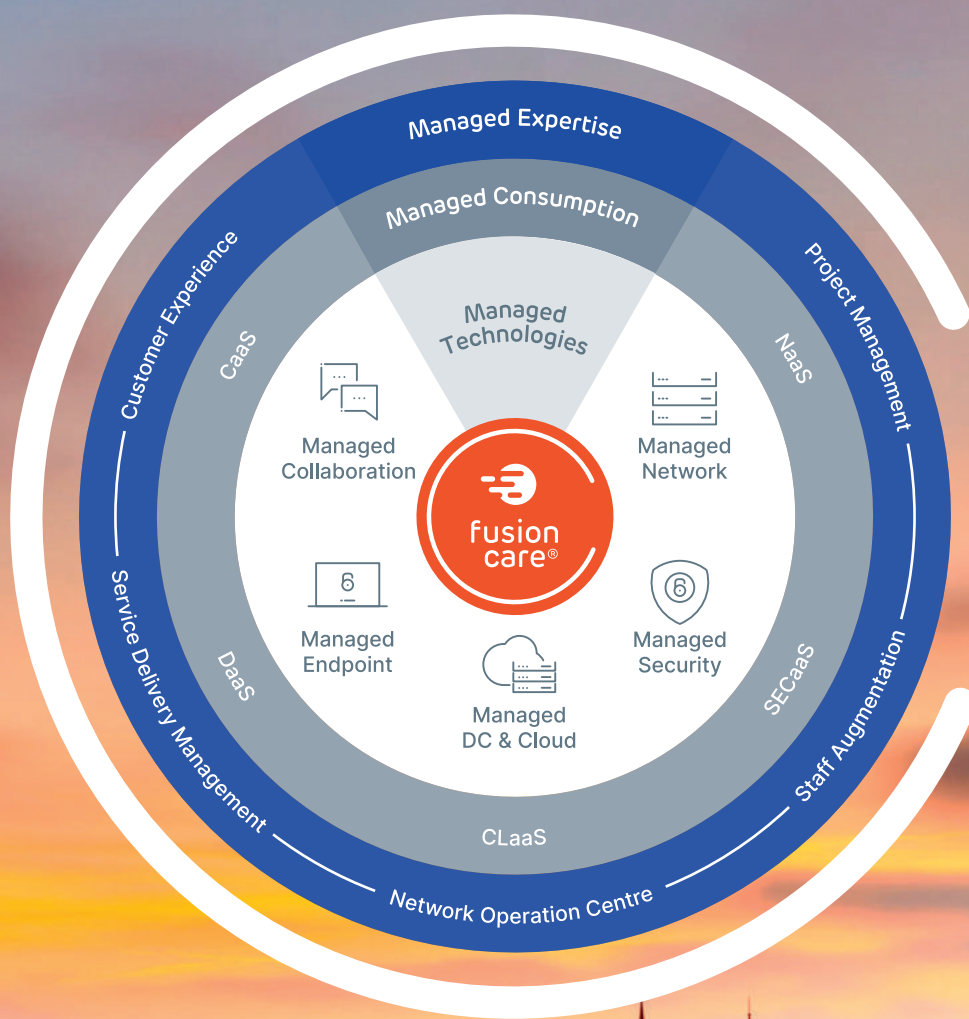 Managed Expertise
Managed Consumption
Managed
Technologies
Customer Experience
Project Management
CaaS
NaaS
Managed
Collaboration
Managed
Network
fusion
care®
Managed
Endpoint
Managed
Security
Managed
DC & Cloud
DaaS
SECaaS
CLaaS
Service Delivery Management
Staff Augmentation
Network Operation Centre